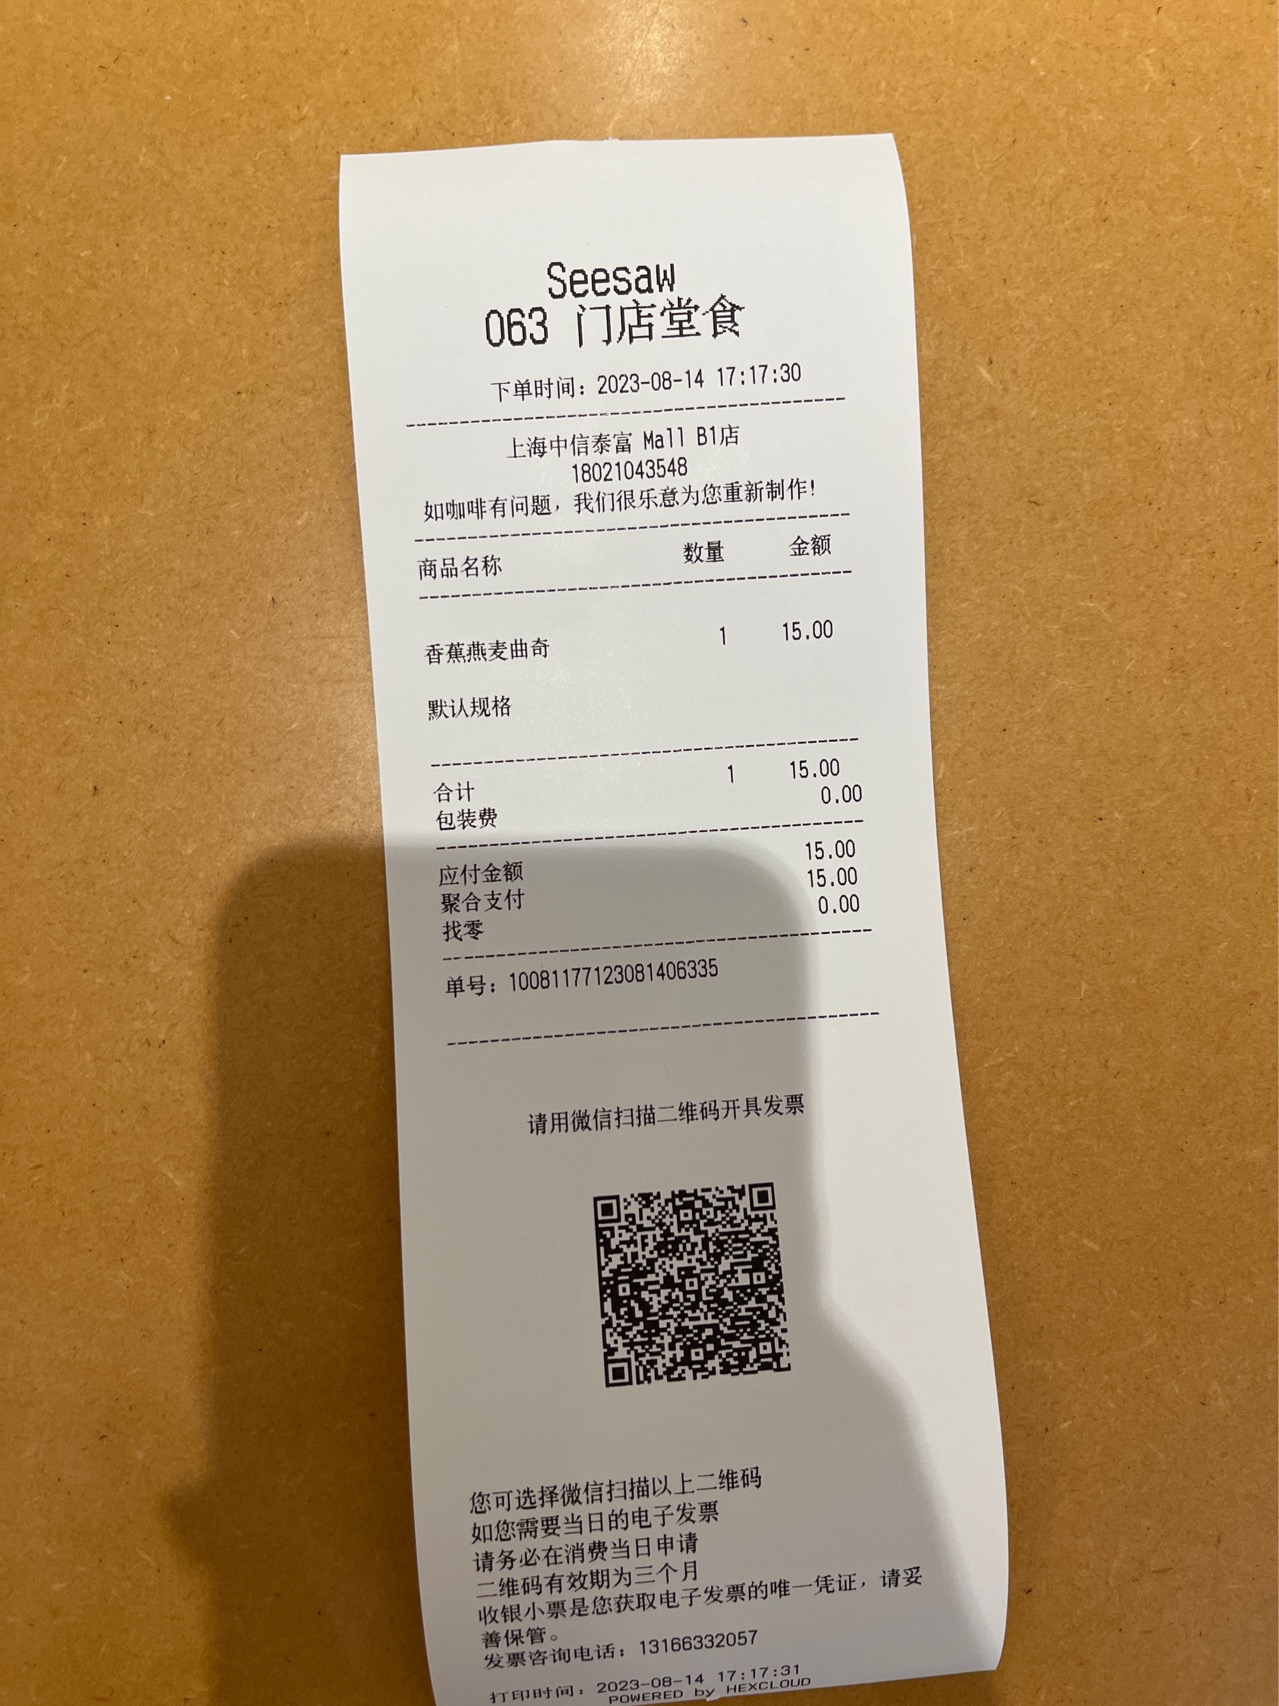 Seesaw
063 门店堂食
下单时间：2023-08-14 17:17:30
上海中信泰富 Mall B1店
18021043548
如咖啡有问题，我们很乐意为您重新制作！
商品名称 数量 金额
香蕉燕麦曲奇 1 15.00
默认规格
合计 1 15.00
包装费 0.00
应付金额 15.00
聚合支付 15.00
找零 0.00
单号：10081177123081406335
请用微信扫描二维码开具发票
您可选择微信扫描以上二维码
如您需要当日的电子发票
请务必在消费当日申请
二维码有效期为三个月
收银小票是您获取电子发票的唯一凭证，请妥
善保管。
发票咨询电话：13166332057
打印时间：2023-08-14 17:17:31
POWERED by HEXCLOUD